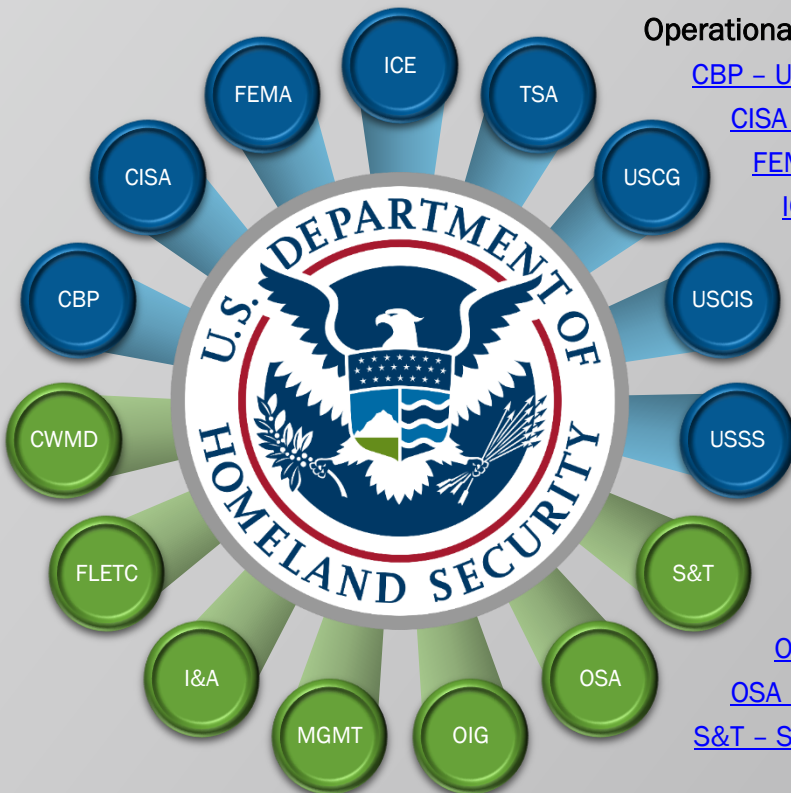 Operationa
ICE
FEMA
TSA
CBP – U
CISA
CISA
USCG
FEM
IC
CBP
USCIS
U.S. DEPARTMENT OF
HOMELAND SECURITY
CWMD
USSS
FLETC
S&T
I&A
OSA
O
OSA
MGMT
OIG
S&T – S